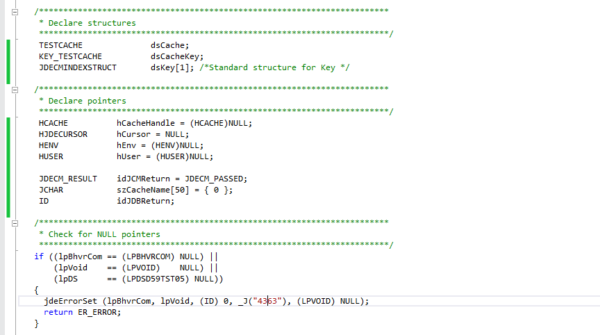 /************************************************************************
 * Declare structures
 ************************************************************************/
TESTCACHE dsCache;
KEY_TESTCACHE dsCacheKey;
JDECMINDEXSTRUCT dsKey[1]; /*Standard structure for Key */
/************************************************************************
 * Declare pointers
 ************************************************************************/
HCACHE hCacheHandle = (HCACHE)NULL;
HJDECURSOR hCursor = NULL;
HENV hEnv = (HENV)NULL;
HUSER hUser = (HUSER)NULL;
JDECM_RESULT idJCMReturn = JDECM_PASSED;
JCHAR szCacheName[50] = { 0 };
ID idJDBReturn;
/************************************************************************
 * Check for NULL pointers
 ************************************************************************/
if ((lpBhvrCom == (LPBHVRCOM) NULL) ||
(lpVoid == (LPVOID) NULL) ||
(lpDS == (LPDSD59TST05) NULL))
{
jdeErrorSet (lpBhvrCom, lpVoid, (ID) 0, _J("4363"), (LPVOID) NULL);
return ER_ERROR;
}